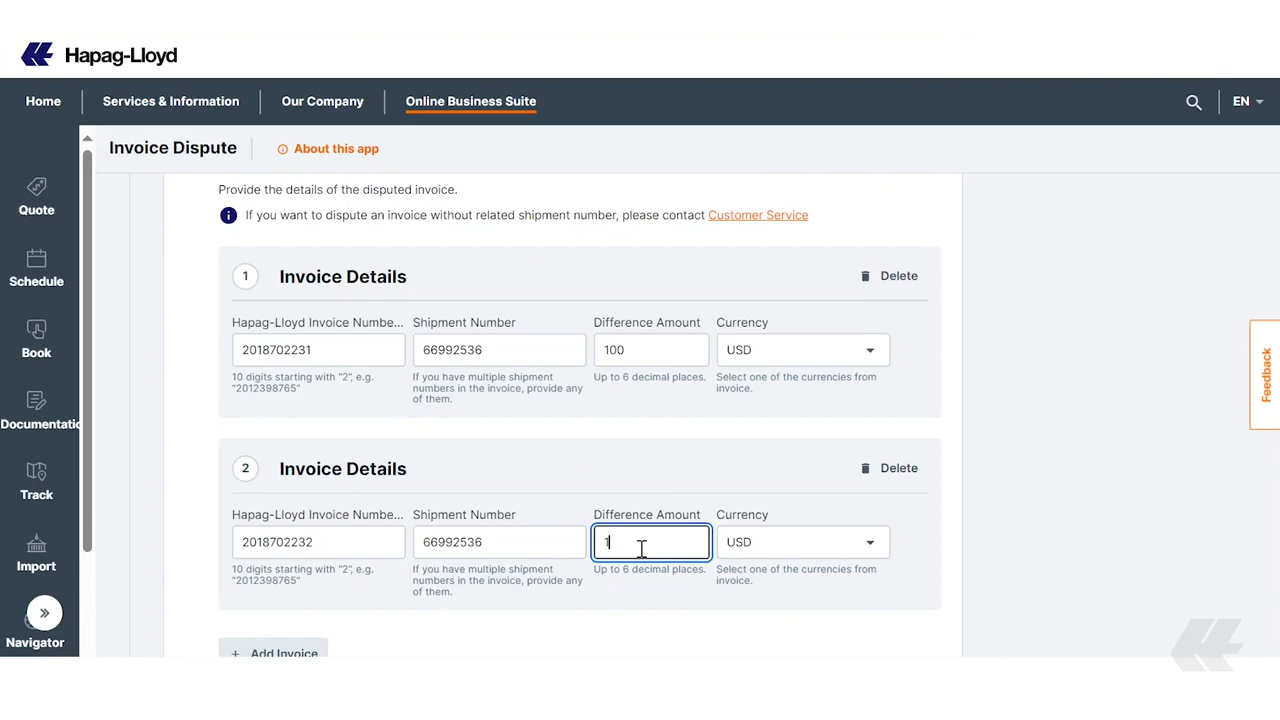 Hapag-Lloyd
Home
Services & Information
Our Company
Online Business Suite
EN
Invoice Dispute
About this app
Quote
Schedule
Book
Documentatio
Track
Import
Navigator
Provide the details of the disputed invoice.
If you want to dispute an invoice without related shipment number, please contact Customer Service
1 Invoice Details Delete
Hapag-Lloyd Invoice Numbe... Shipment Number Difference Amount Currency
2018702231 66992536 100 USD
10 digits starting with "2", e.g. If you have multiple shipment Up to 6 decimal places. Select one of the currencies from
"2012398765" numbers in the invoice, provide any invoice.
of them.
2 Invoice Details Delete
Hapag-Lloyd Invoice Numbe... Shipment Number Difference Amount Currency
2018702232 66992536 1 USD
10 digits starting with "2", e.g. If you have multiple shipment Up to 6 decimal places. Select one of the currencies from
"2012398765" numbers in the invoice, provide any invoice.
of them.
+ Add Invoice
Feedback